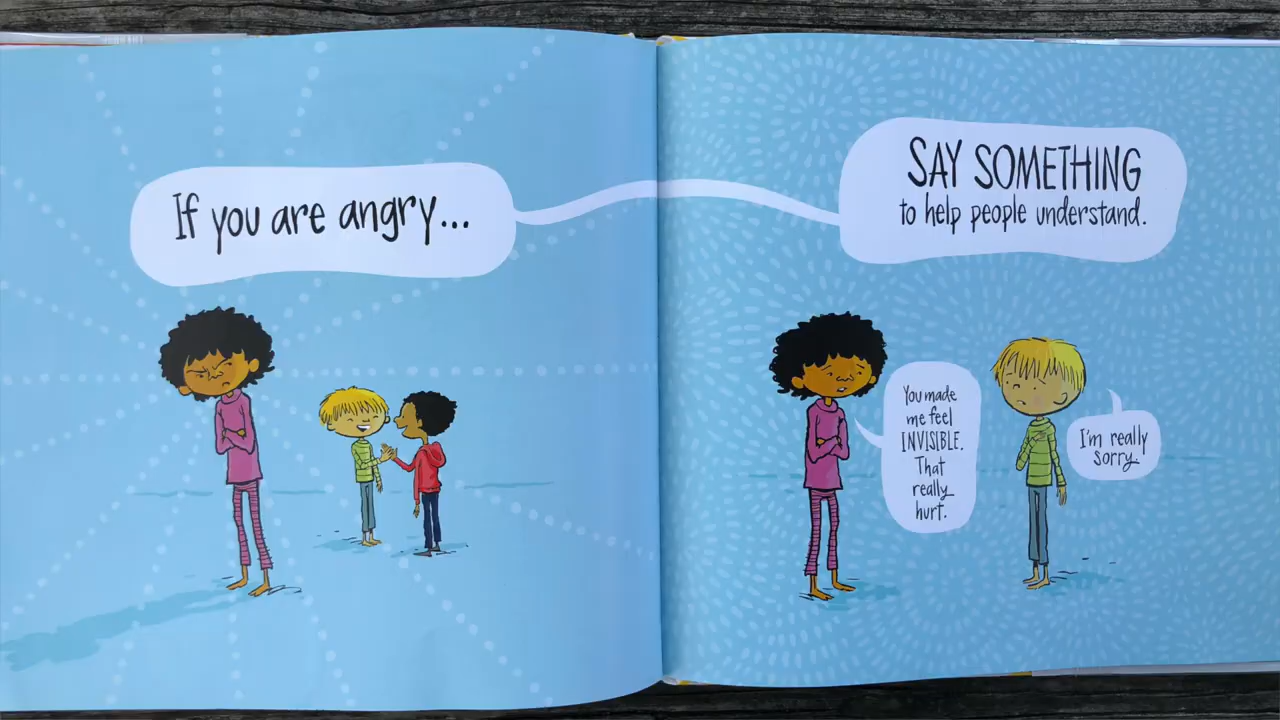 If you are angry...
SAY SOMETHING
to help people understand.
You made
me feel
INVISIBLE.
That
really
hurt.
I'm really
sorry.